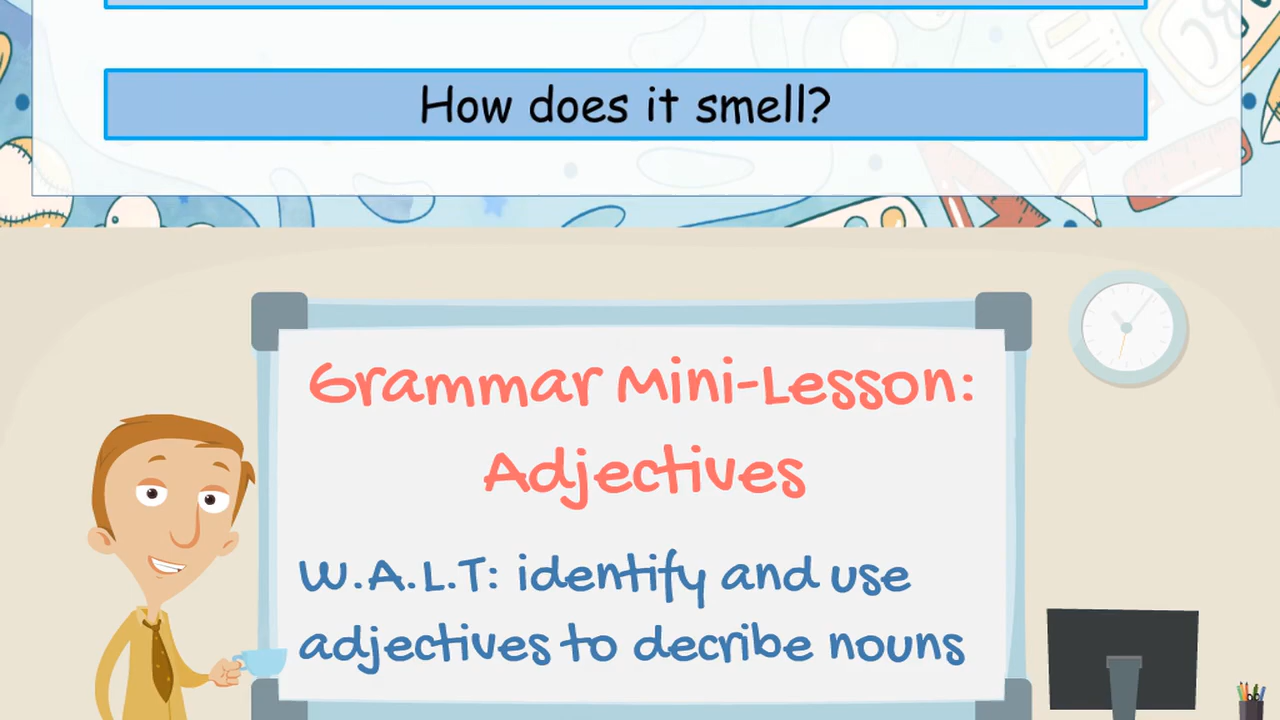 How does it smell?
Grammar Mini-Lesson:
Adjectives
W.A.L.T: identify and use
adjectives to decribe nouns